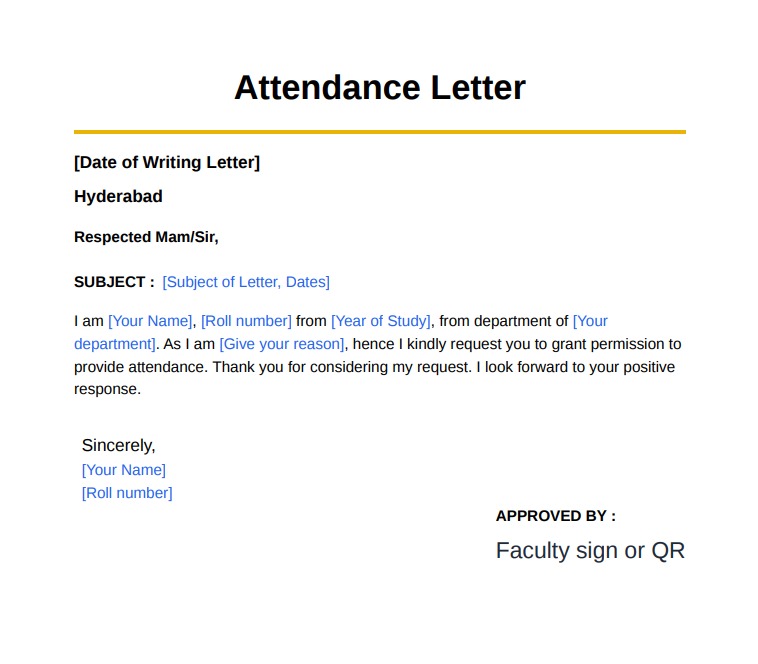 Attendance Letter
[Date of Writing Letter]
Hyderabad
Respected Mam/Sir,
SUBJECT : [Subject of Letter, Dates]
I am [Your Name], [Roll number] from [Year of Study], from department of [Your
department]. As I am [Give your reason], hence I kindly request you to grant permission to
provide attendance. Thank you for considering my request. I look forward to your positive
response.
Sincerely,
[Your Name]
[Roll number]
APPROVED BY :
Faculty sign or QR